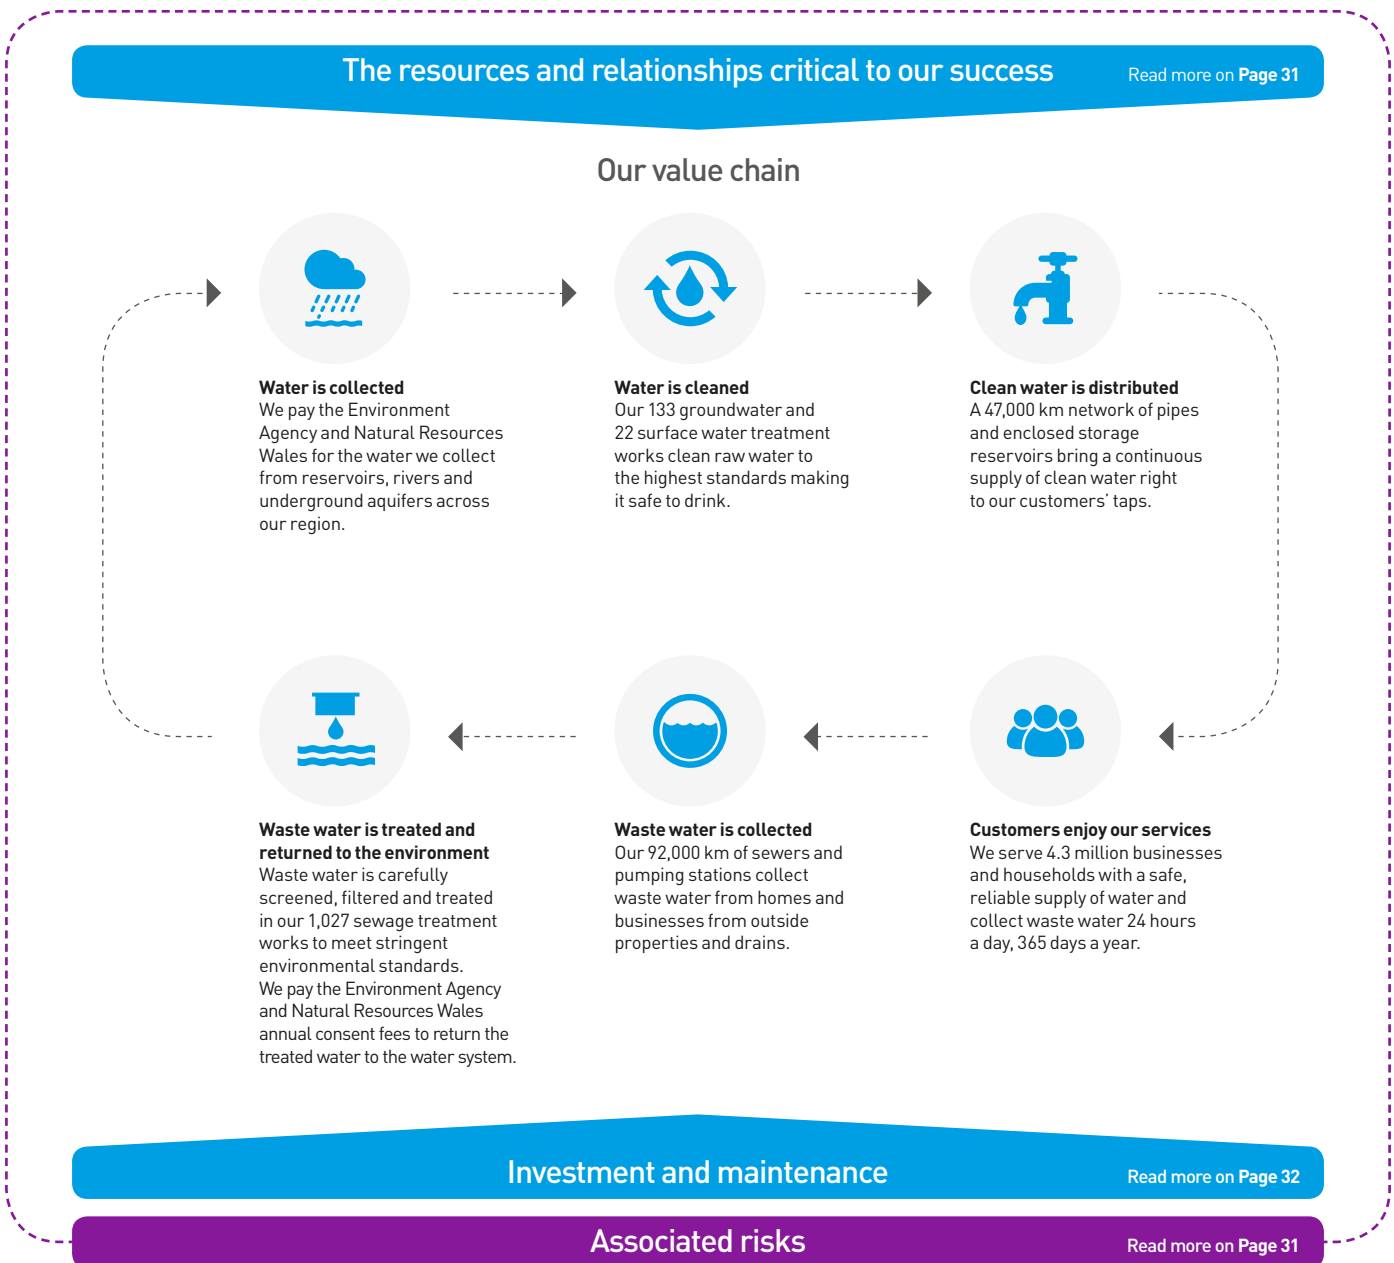 The resources and relationships critical to our success
Read more on Page 31
Our value chain
Water is collected
We pay the Environment
Agency and Natural Resources
Wales for the water we collect
from reservoirs, rivers and
underground aquifers across
our region.
Water is cleaned
Our 133 groundwater and
22 surface water treatment
works clean raw water to
the highest standards making
it safe to drink.
Clean water is distributed
A 47,000 km network of pipes
and enclosed storage
reservoirs bring a continuous
supply of clean water right
to our customers’ taps.
Waste water is treated and
returned to the environment
Waste water is carefully
screened, filtered and treated
in our 1,027 sewage treatment
works to meet stringent
environmental standards.
We pay the Environment Agency
and Natural Resources Wales
annual consent fees to return the
treated water to the water system.
Waste water is collected
Our 92,000 km of sewers and
pumping stations collect
waste water from homes and
businesses from outside
properties and drains.
Customers enjoy our services
We serve 4.3 million businesses
and households with a safe,
reliable supply of water and
collect waste water 24 hours
a day, 365 days a year.
Investment and maintenance
Read more on Page 32
Associated risks
Read more on Page 31